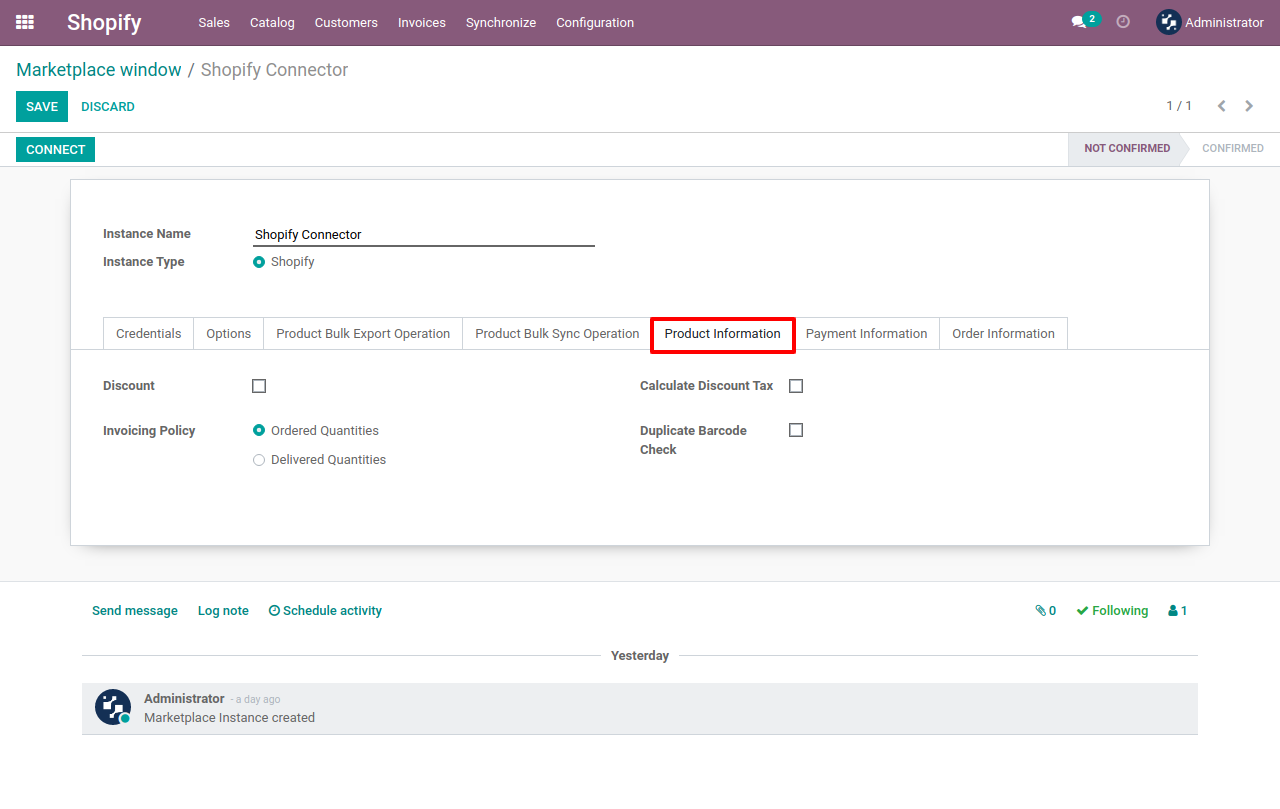 Shopify Sales Catalog Customers Invoices Synchronize Configuration 2 Administrator
Marketplace window / Shopify Connector
SAVE DISCARD 1 / 1
CONNECT NOT CONFIRMED CONFIRMED
Instance Name Shopify Connector
Instance Type Shopify
Credentials Options Product Bulk Export Operation Product Bulk Sync Operation Product Information Payment Information Order Information
Discount Calculate Discount Tax
Invoicing Policy Ordered Quantities Duplicate Barcode
Check
Delivered Quantities
Send message Log note Schedule activity 0 Following 1
Yesterday
Administrator - a day ago
Marketplace Instance created